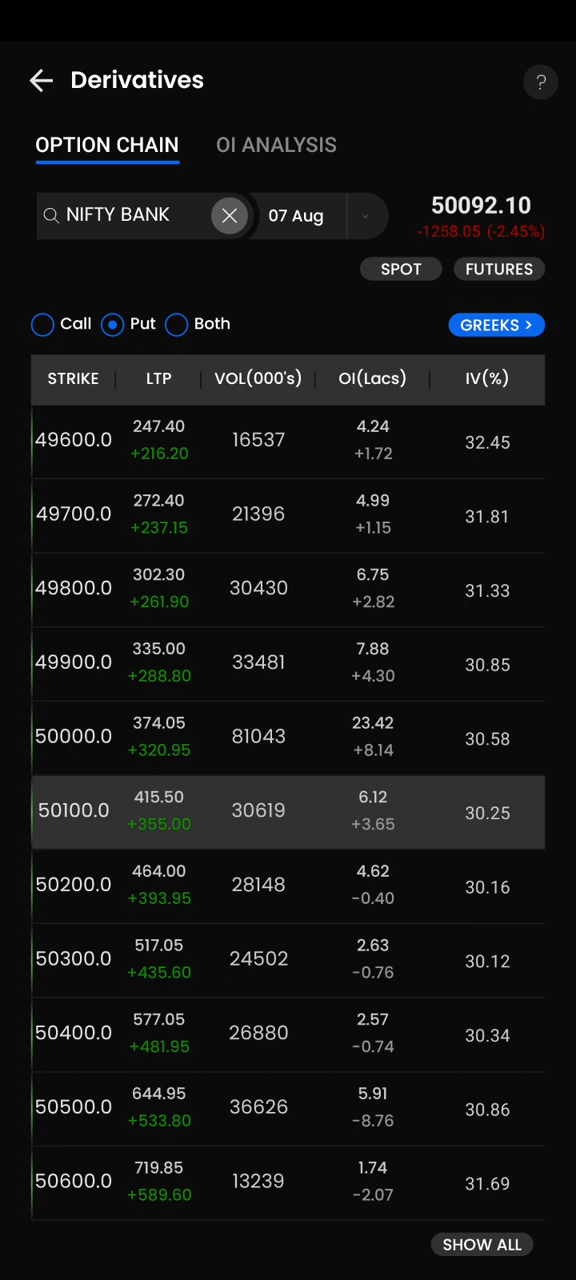 Derivatives
?
OPTION CHAIN OI ANALYSIS
NIFTY BANK 07 Aug 50092.10
-1258.05 (-2.45%)
SPOT FUTURES
Call Put Both GREEKS >
STRIKE LTP VOL(000's) OI(Lacs) IV(%)
49600.0 247.40 +216.20 16537 4.24 +1.72 32.45
49700.0 272.40 +237.15 21396 4.99 +1.15 31.81
49800.0 302.30 +261.90 30430 6.75 +2.82 31.33
49900.0 335.00 +288.80 33481 7.88 +4.30 30.85
50000.0 374.05 +320.95 81043 23.42 +8.14 30.58
50100.0 415.50 +355.00 30619 6.12 +3.65 30.25
50200.0 464.00 +393.95 28148 4.62 -0.40 30.16
50300.0 517.05 +435.60 24502 2.63 -0.76 30.12
50400.0 577.05 +481.95 26880 2.57 -0.74 30.34
50500.0 644.95 +533.80 36626 5.91 -8.76 30.86
50600.0 719.85 +589.60 13239 1.74 -2.07 31.69
SHOW ALL